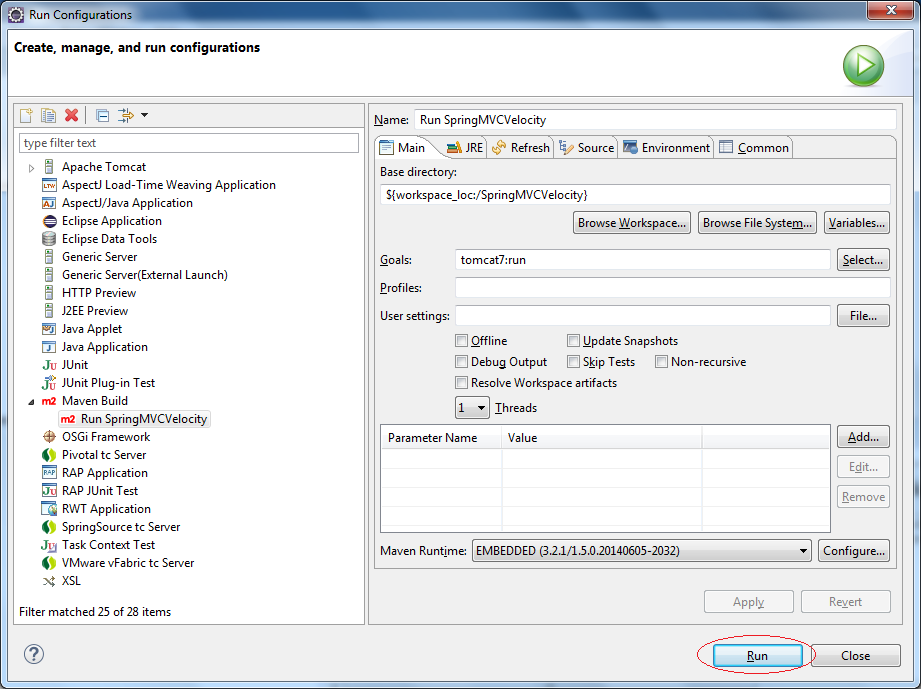 Run Configurations
Create, manage, and run configurations
type filter text
Apache Tomcat
AspectJ Load-Time Weaving Application
AspectJ/Java Application
Eclipse Application
Eclipse Data Tools
Generic Server
Generic Server(External Launch)
HTTP Preview
J2EE Preview
Java Applet
Java Application
JUnit
JUnit Plug-in Test
m2 Maven Build
m2 Run SpringMVCVelocity
OSGi Framework
Pivotal tc Server
RAP Application
RAP JUnit Test
RWT Application
SpringSource tc Server
Task Context Test
VMware vFabric tc Server
XSL
Filter matched 25 of 28 items
Name: Run SpringMVCVelocity
Main JRE Refresh Source Environment Common
Base directory:
${workspace_loc:/SpringMVCVelocity}
Browse Workspace... Browse File System... Variables...
Goals: tomcat7:run Select...
Profiles:
User settings: File...
Offline Update Snapshots
Debug Output Skip Tests Non-recursive
Resolve Workspace artifacts
1 Threads
Parameter Name Value Add...
Edit...
Remove
Maven Runtime: EMBEDDED (3.2.1/1.5.0.20140605-2032) Configure...
Apply Revert
? Run Close